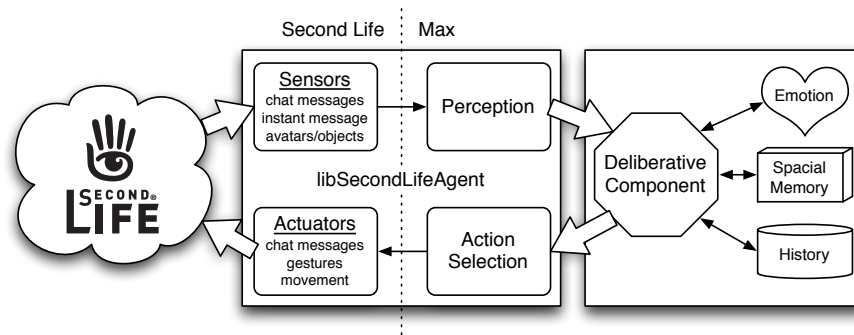 Second Life
Max
Sensors
chat messages
instant message
avatars/objects
Perception
SECOND®
LIFE
libSecondLifeAgent
Actuators
chat messages
gestures
movement
Action
Selection
Deliberative
Component
Emotion
Spacial
Memory
History